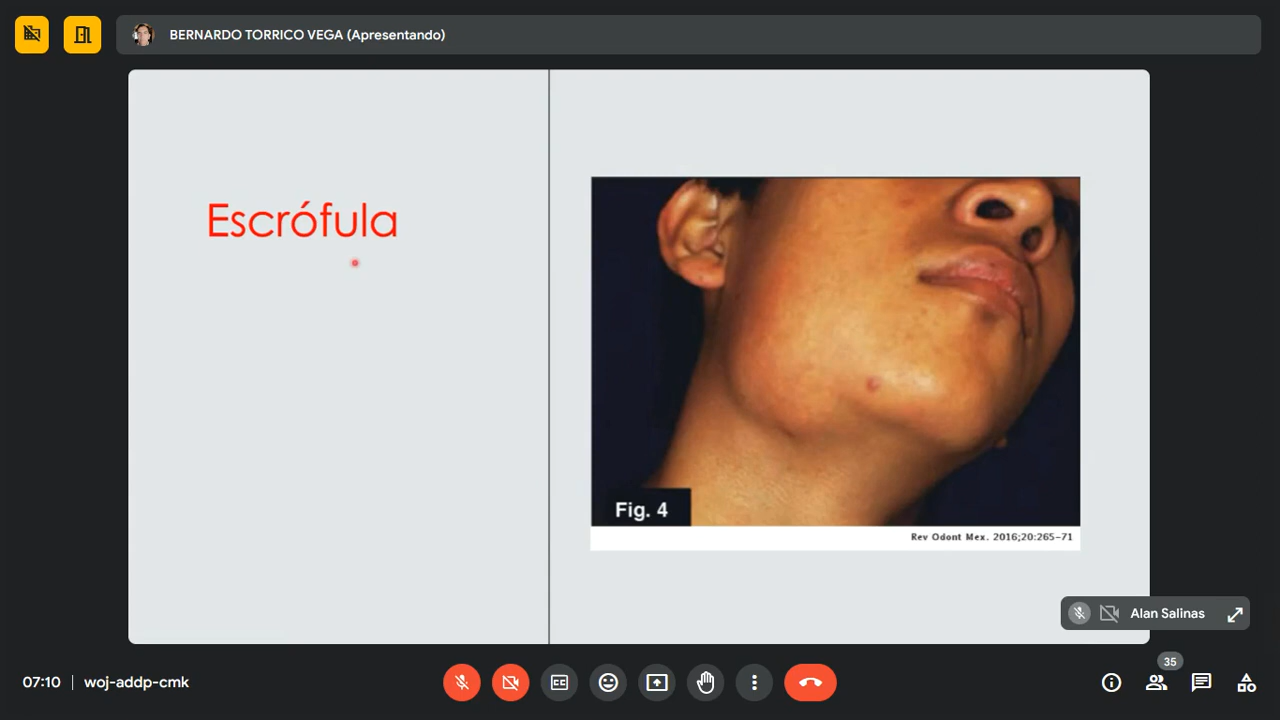 BERNARDO TORRICO VEGA (Apresentando)
Escrófula
Fig. 4
Rev Odont Mex. 2016;20:265-71
Alan Salinas
35
07:10 | woj-addp-cmk